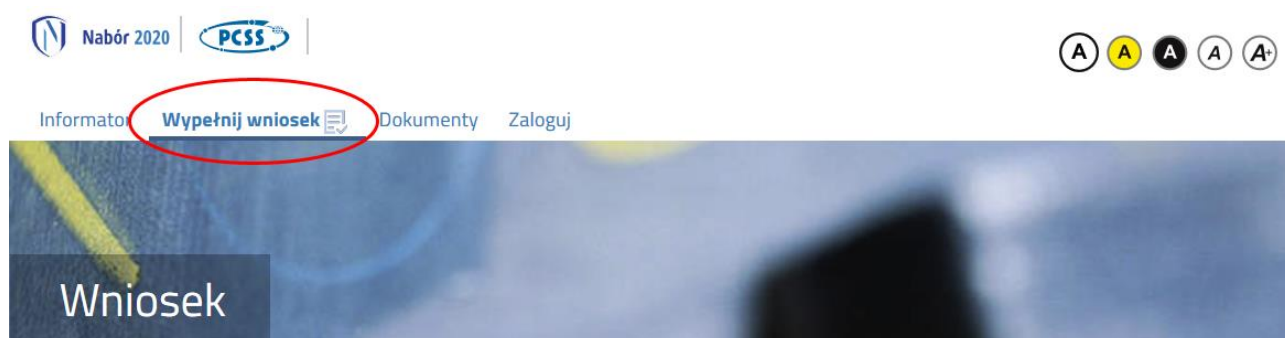 Nabór 2020 PCSS
A A A A A+
Informator Wypełnij wniosek Dokumenty Zaloguj
Wniosek